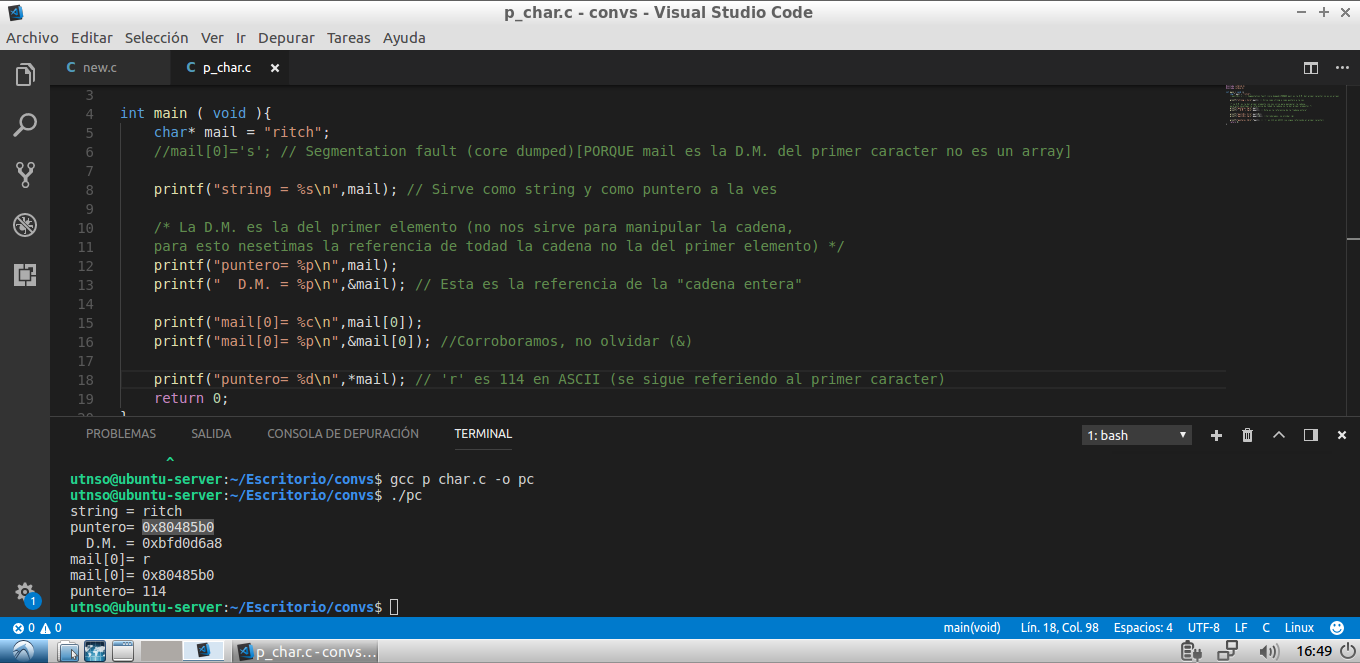 p_char.c - convs - Visual Studio Code
Archivo Editar Selección Ver Ir Depurar Tareas Ayuda
C new.c C p_char.c ×
3
4 int main ( void ){
5 char* mail = "ritch";
6 //mail[0]='s'; // Segmentation fault (core dumped)[PORQUE mail es la D.M. del primer caracter no es un array]
7
8 printf("string = %s\n",mail); // Sirve como string y como puntero a la ves
9
10 /* La D.M. es la del primer elemento (no nos sirve para manipular la cadena,
11 para esto nesetimas la referencia de todad la cadena no la del primer elemento) */
12 printf("puntero= %p\n",mail);
13 printf("  D.M. = %p\n",&mail); // Esta es la referencia de la "cadena entera"
14
15 printf("mail[0]= %c\n",mail[0]);
16 printf("mail[0]= %p\n",&mail[0]); //Corroboramos, no olvidar (&)
17
18 printf("puntero= %d\n",*mail); // 'r' es 114 en ASCII (se sigue referiendo al primer caracter)
19 return 0;
20 }
PROBLEMAS SALIDA CONSOLA DE DEPURACIÓN TERMINAL 1: bash
^
utnso@ubuntu-server:~/Escritorio/convs$ gcc p char.c -o pc
utnso@ubuntu-server:~/Escritorio/convs$ ./pc
string = ritch
puntero= 0x80485b0
  D.M. = 0xbfd0d6a8
mail[0]= r
mail[0]= 0x80485b0
puntero= 114
utnso@ubuntu-server:~/Escritorio/convs$
1
0 0 main(void) Lín. 18, Col. 98 Espacios: 4 UTF-8 LF C Linux
p_char.c - convs... 16:49